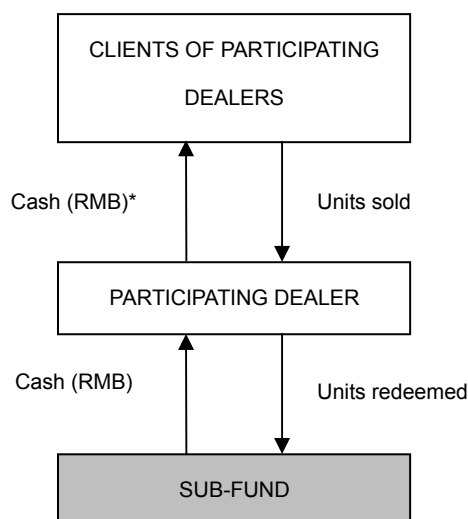 CLIENTS OF PARTICIPATING
DEALERS
Cash (RMB)*
Units sold
PARTICIPATING DEALER
Cash (RMB)
Units redeemed
SUB-FUND